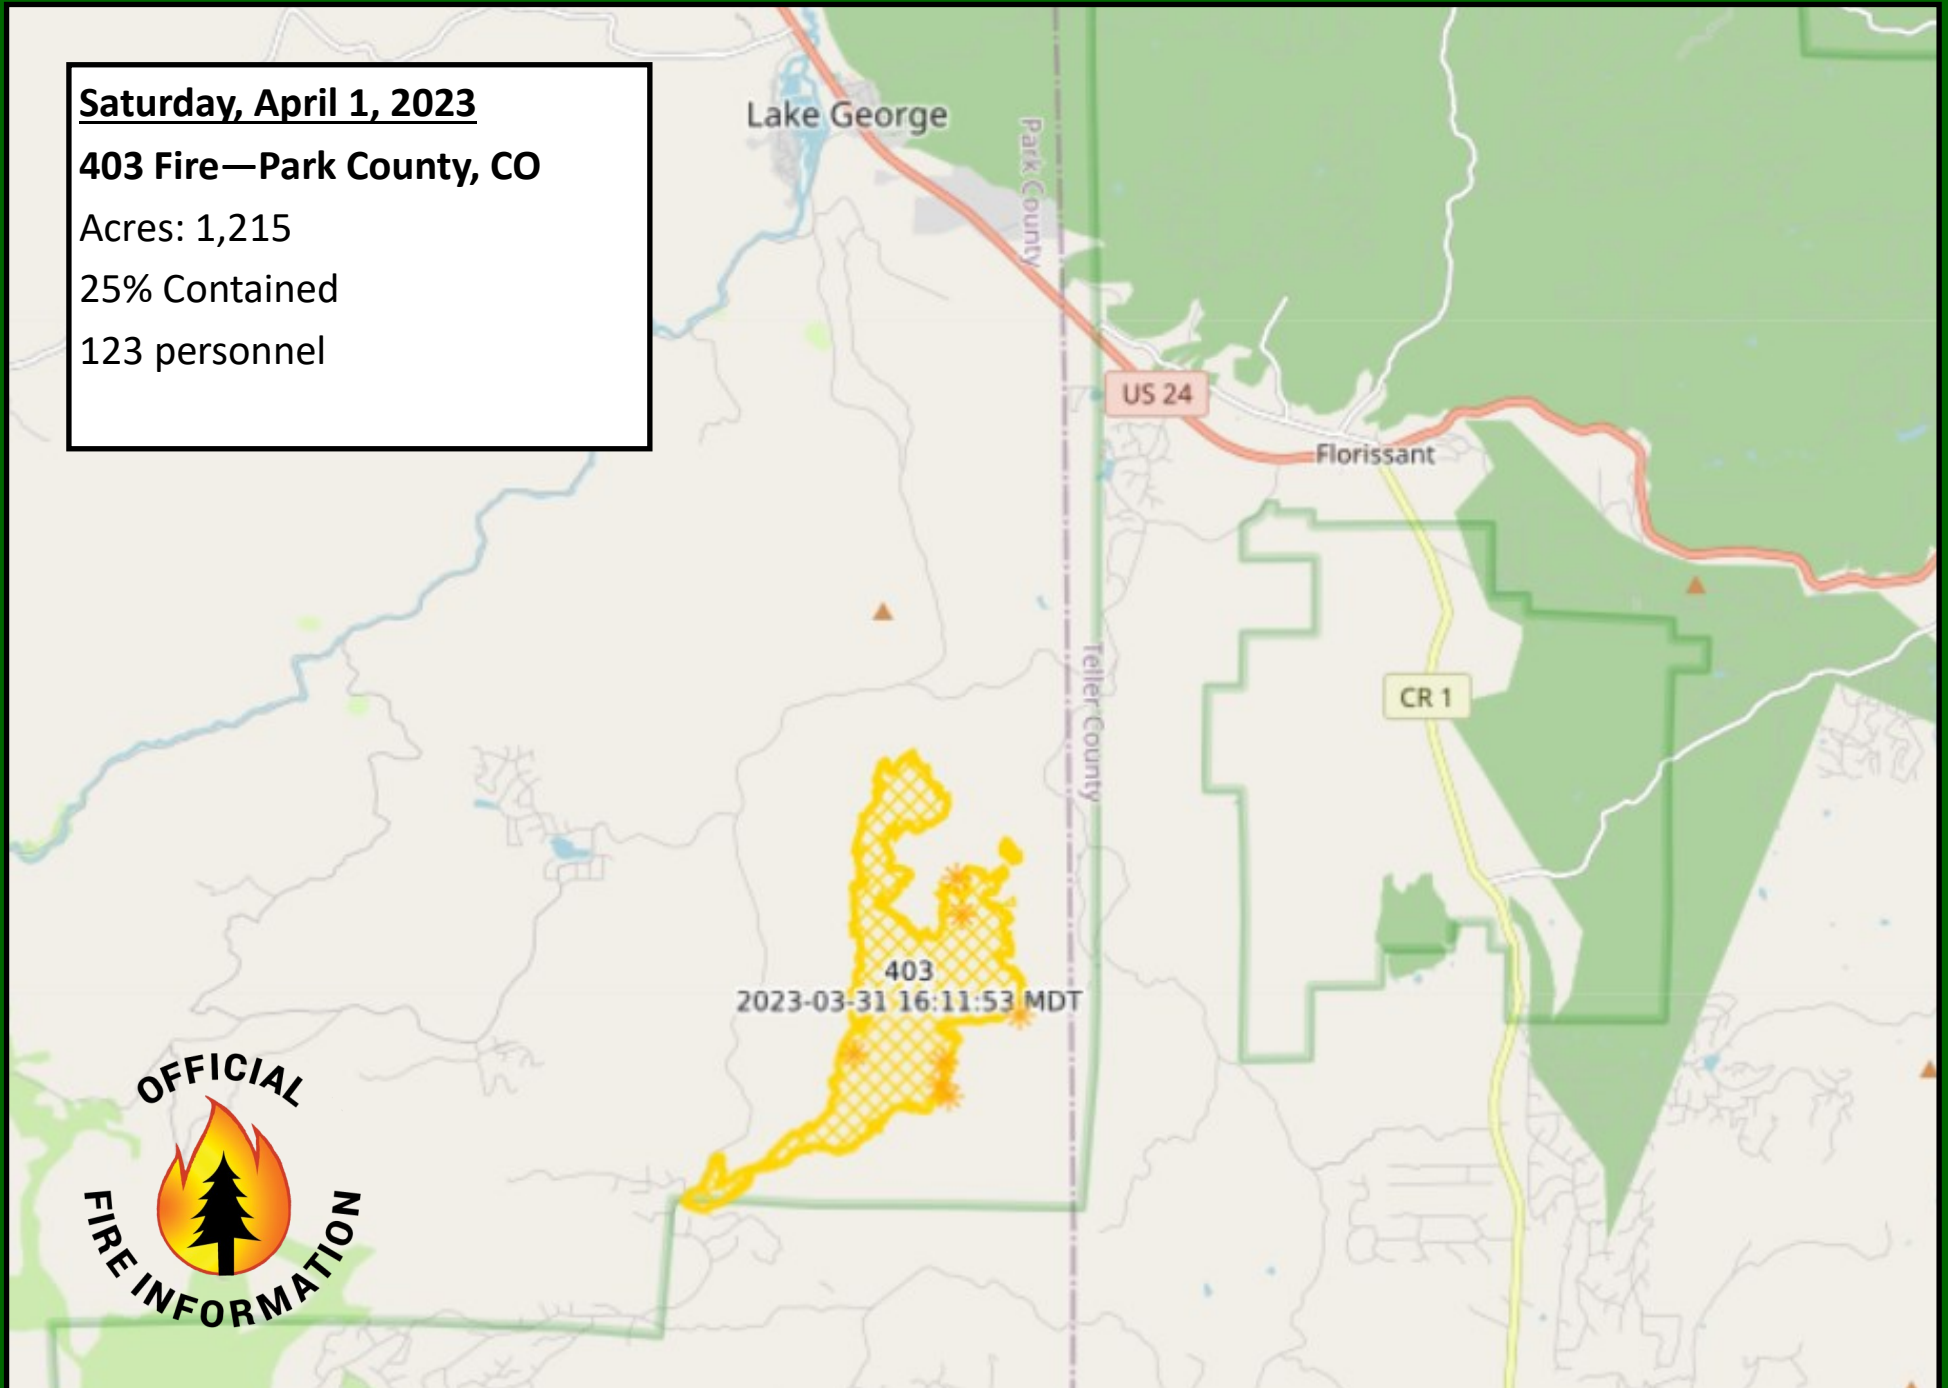 Saturday, April 1, 2023
403 Fire—Park County, CO
Acres: 1,215
25% Contained
123 personnel
Lake George
Park County
US 24
Florissant
Teller County
CR 1
403
2023-03-31 16:11:53 MDT
OFFICIAL
FIRE INFORMATION